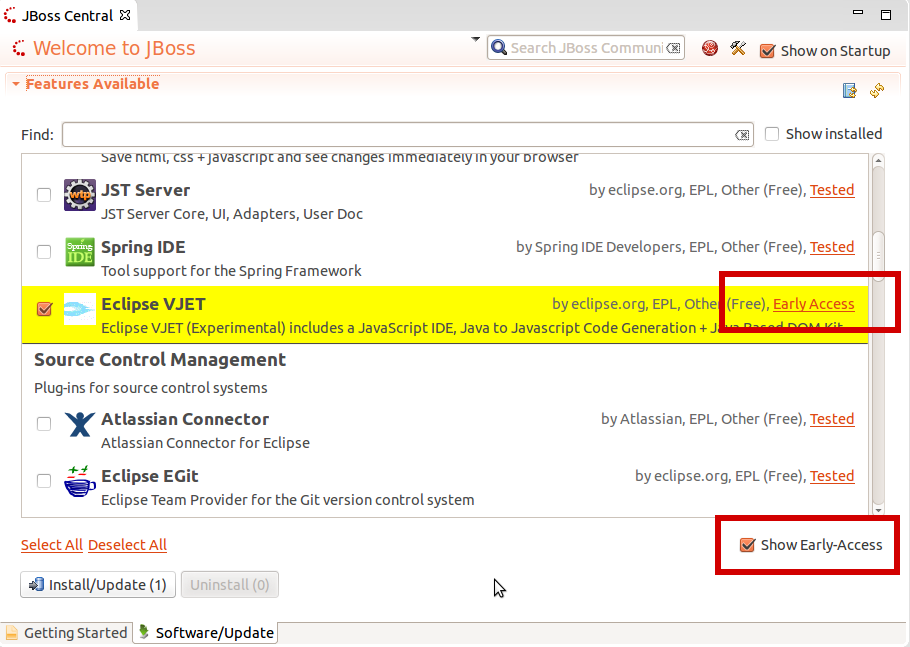 JBoss Central
Welcome to JBoss
Search JBoss Communi
Show on Startup
Features Available
Find:
Show installed
Save html, css + javascript and see changes immediately in your browser
wtp
JST Server
by eclipse.org, EPL, Other (Free), Tested
JST Server Core, UI, Adapters, User Doc
Spring
IDE
Spring IDE
by Spring IDE Developers, EPL, Other (Free), Tested
Tool support for the Spring Framework
Eclipse VJET
by eclipse.org, EPL, Other (Free), Early Access
Eclipse VJET (Experimental) includes a JavaScript IDE, Java to Javascript Code Generation + Java Based DOM Kit
Source Control Management
Plug-ins for source control systems
Atlassian Connector
by Atlassian, EPL, Other (Free), Tested
Atlassian Connector for Eclipse
Eclipse EGit
by eclipse.org, EPL (Free), Tested
Eclipse Team Provider for the Git version control system
Select All Deselect All
Show Early-Access
Install/Update (1) Uninstall (0)
Getting Started Software/Update